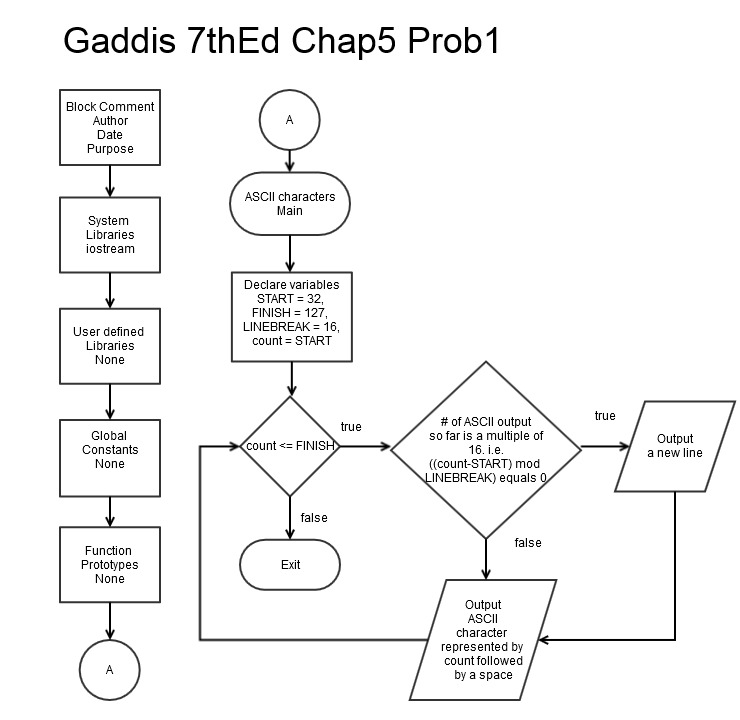 Gaddis 7thEd Chap5 Prob1
Block Comment
Author
Date
Purpose
System
Libraries
iostream
User defined
Libraries
None
Global
Constants
None
Function
Prototypes
None
A
A
ASCII characters
Main
Declare variables
START = 32,
FINISH = 127,
LINEBREAK = 16,
count = START
count <= FINISH
true
false
Exit
# of ASCII output
so far is a multiple of
16. i.e.
((count-START) mod
LINEBREAK) equals 0
true
false
Output
a new line
Output
ASCII
character
represented by
count followed
by a space